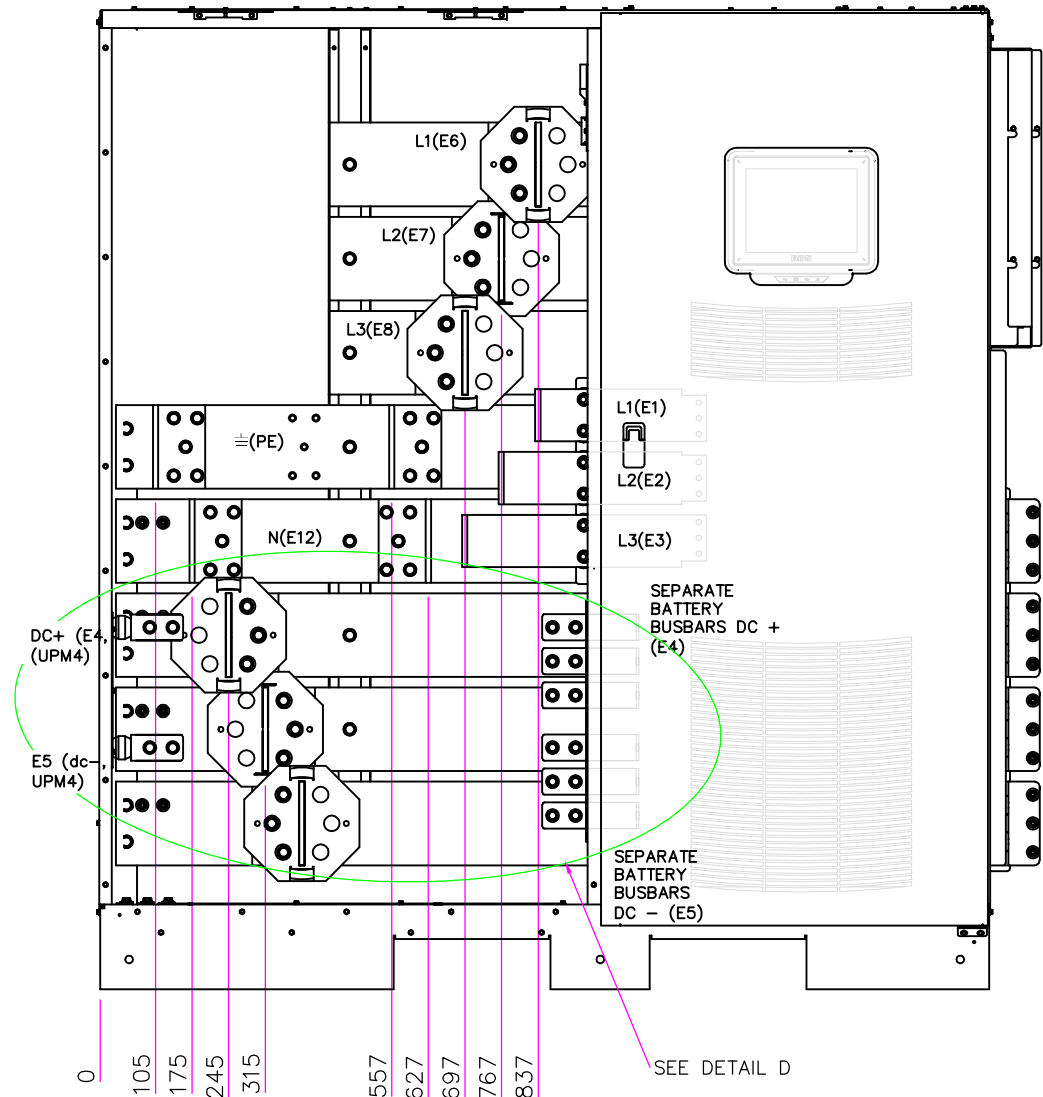 L1(E6)
L2(E7)
L3(E8)
L1(E1)
(PE)
L2(E2)
N(E12)
L3(E3)
SEPARATE
BATTERY
BUSBARS DC +
(E4)
DC+ (E4,
(UPM4)
E5 (dc-,
UPM4)
SEPARATE
BATTERY
BUSBARS
DC - (E5)
SEE DETAIL D
0
105
175
245
315
557
627
697
767
837